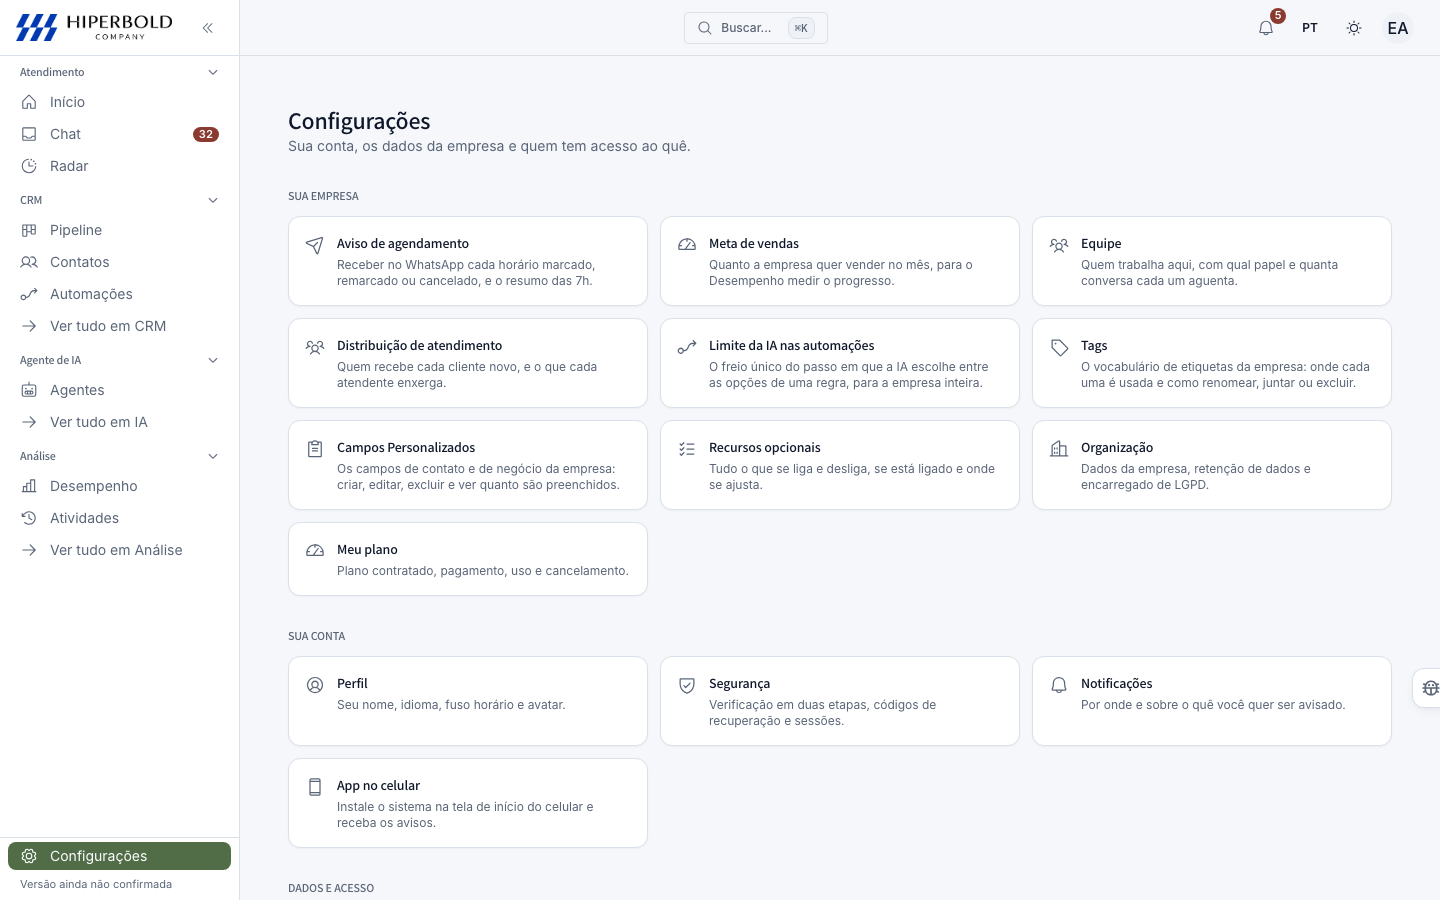 HIPERBOLD
COMPANY
Buscar...
⌘K
5
PT
EA
Atendimento
Início
Chat
32
Radar
CRM
Pipeline
Contatos
Automações
Ver tudo em CRM
Agente de IA
Agentes
Ver tudo em IA
Análise
Desempenho
Atividades
Ver tudo em Análise
Configurações
Versão ainda não confirmada
Configurações
Sua conta, os dados da empresa e quem tem acesso ao quê.
SUA EMPRESA
Aviso de agendamento
Receber no WhatsApp cada horário marcado,
remarcado ou cancelado, e o resumo das 7h.
Meta de vendas
Quanto a empresa quer vender no mês, para o
Desempenho medir o progresso.
Equipe
Quem trabalha aqui, com qual papel e quanta
conversa cada um aguenta.
Distribuição de atendimento
Quem recebe cada cliente novo, e o que cada
atendente enxerga.
Limite da IA nas automações
O freio único do passo em que a IA escolhe entre
as opções de uma regra, para a empresa inteira.
Tags
O vocabulário de etiquetas da empresa: onde cada
uma é usada e como renomear, juntar ou excluir.
Campos Personalizados
Os campos de contato e de negócio da empresa:
criar, editar, excluir e ver quanto são preenchidos.
Recursos opcionais
Tudo o que se liga e desliga, se está ligado e onde
se ajusta.
Organização
Dados da empresa, retenção de dados e
encarregado de LGPD.
Meu plano
Plano contratado, pagamento, uso e cancelamento.
SUA CONTA
Perfil
Seu nome, idioma, fuso horário e avatar.
Segurança
Verificação em duas etapas, códigos de
recuperação e sessões.
Notificações
Por onde e sobre o quê você quer ser avisado.
App no celular
Instale o sistema na tela de início do celular e
receba os avisos.
DADOS E ACESSO